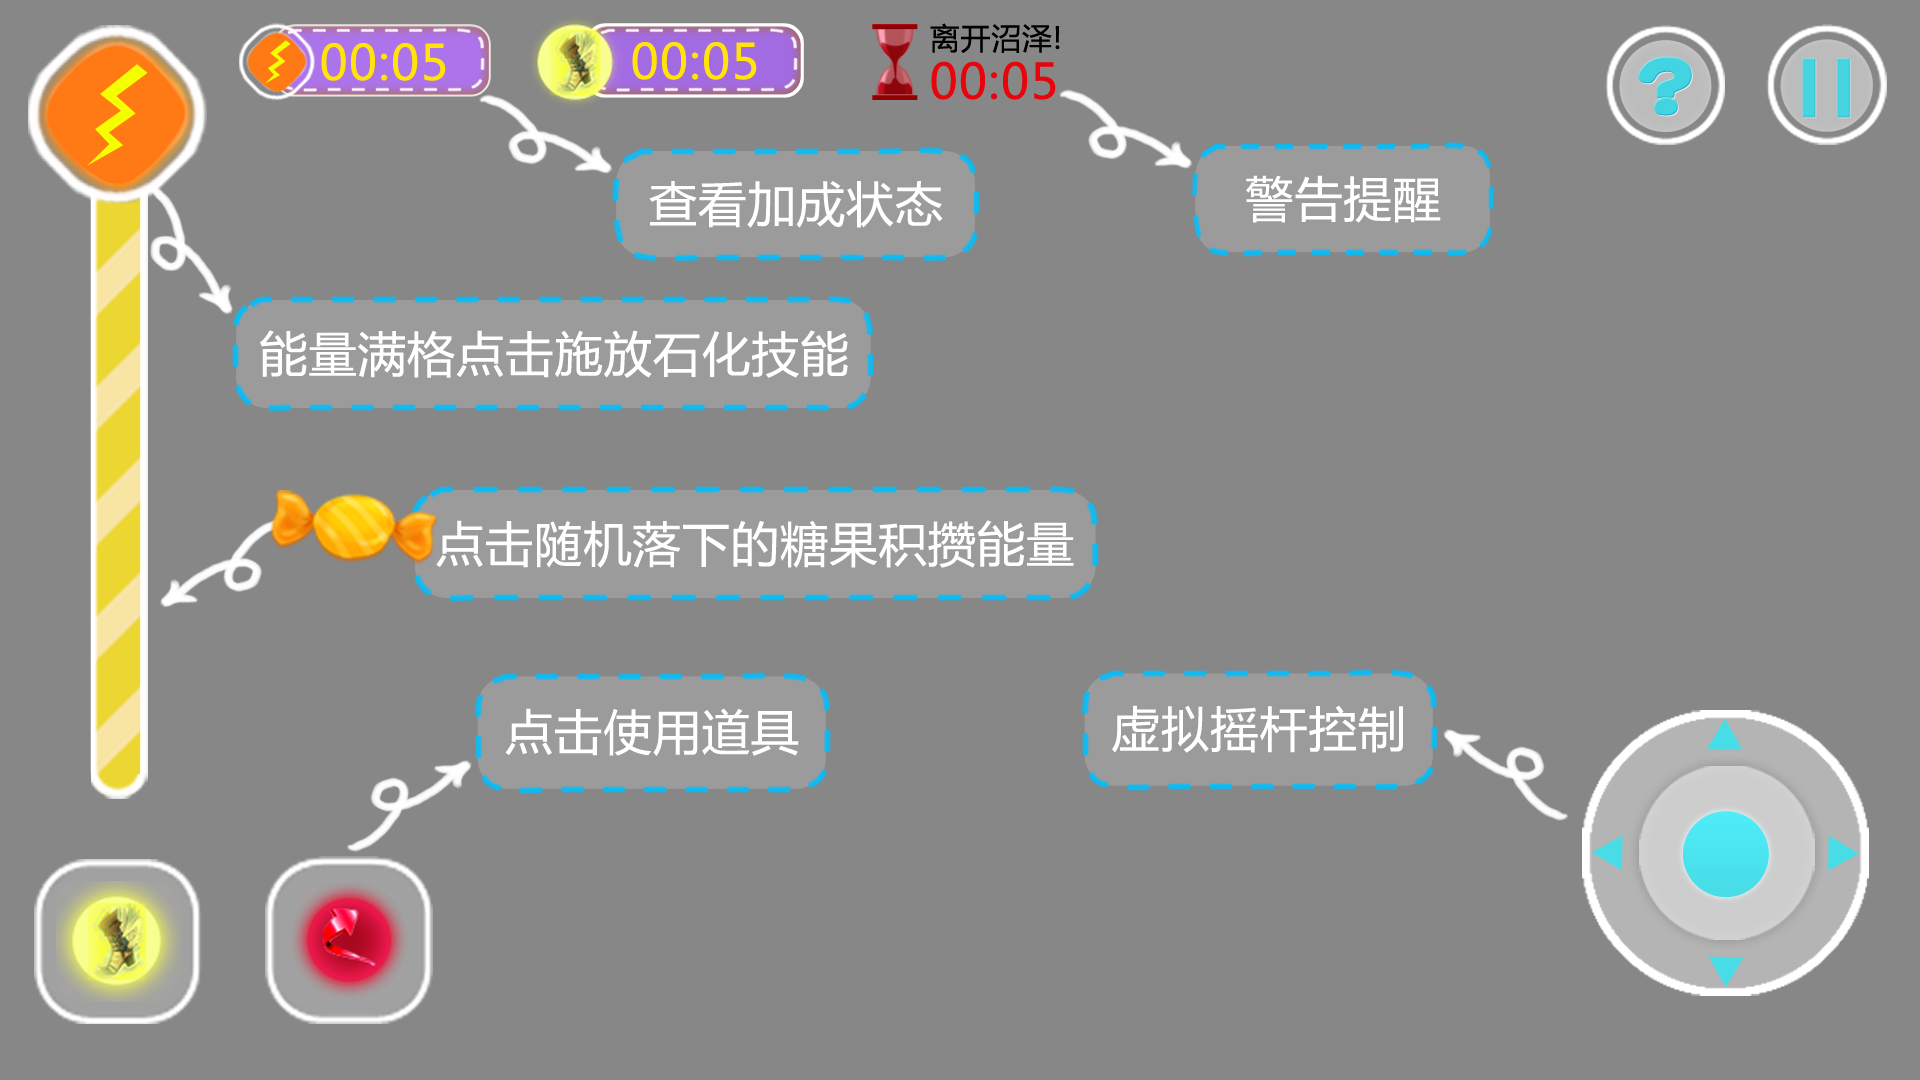 00:05
00:05
离开沼泽!
00:05
?
查看加成状态
警告提醒
能量满格点击施放石化技能
点击随机落下的糖果积攒能量
点击使用道具
虚拟摇杆控制